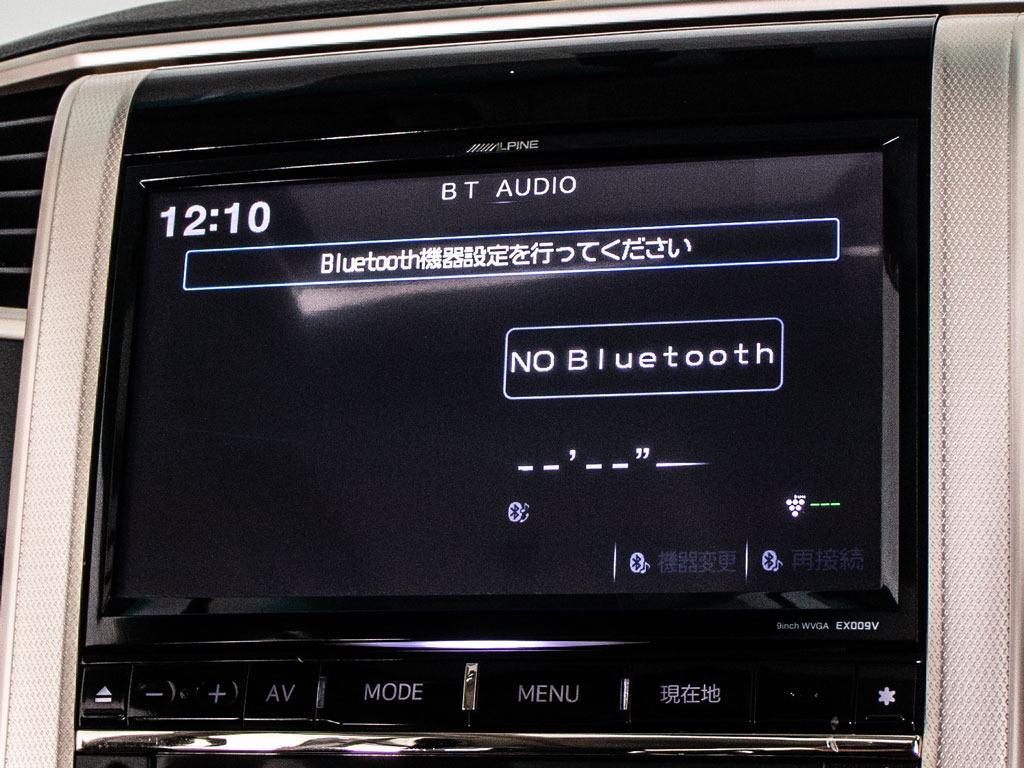 ALPINE
BT AUDIO
12:10
Bluetooth機器設定を行ってください
NO Bluetooth
--'--"—
---
機器変更
再接続
9inch WVGA EX009V
− +
AV
MODE
MENU
現在地
*